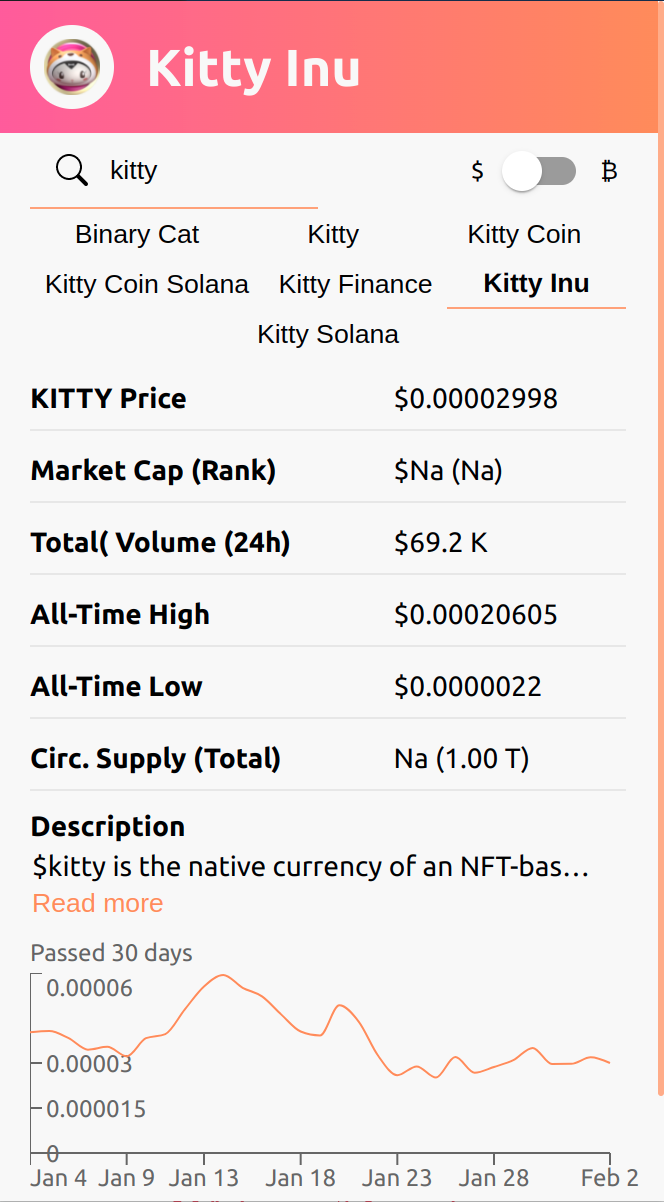 Kitty Inu
kitty $ ₿
Binary Cat Kitty Kitty Coin
Kitty Coin Solana Kitty Finance Kitty Inu
Kitty Solana
KITTY Price $0.00002998
Market Cap (Rank) $Na (Na)
Total( Volume (24h) $69.2 K
All-Time High $0.00020605
All-Time Low $0.0000022
Circ. Supply (Total) Na (1.00 T)
Description
$kitty is the native currency of an NFT-bas…
Read more
Passed 30 days
0.00006
0.00003
0.000015
0
Jan 4 Jan 9 Jan 13 Jan 18 Jan 23 Jan 28 Feb 2